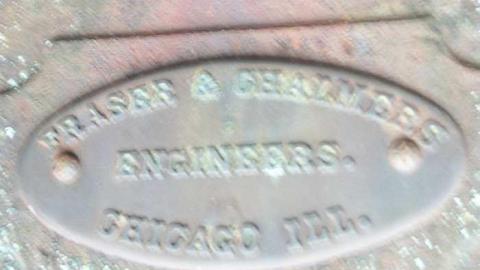 FRASER & CHALMERS
ENGINEERS.
CHICAGO ILL.